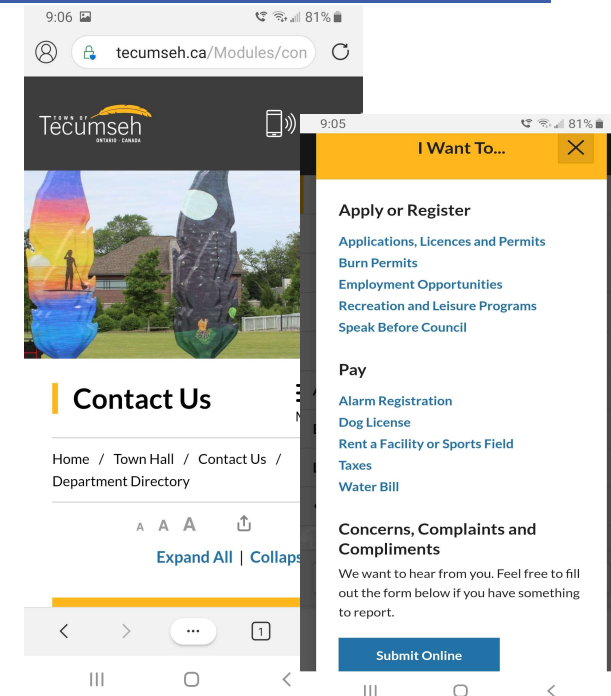 9:06
81%
tecumseh.ca/Modules/con
TOWN OF
Tecumseh
ONTARIO · CANADA
Contact Us
Home / Town Hall / Contact Us /
Department Directory
A A A
Expand All | Collaps
1
9:05
81%
I Want To...
Apply or Register
Applications, Licences and Permits
Burn Permits
Employment Opportunities
Recreation and Leisure Programs
Speak Before Council
Pay
Alarm Registration
Dog License
Rent a Facility or Sports Field
Taxes
Water Bill
Concerns, Complaints and
Compliments
We want to hear from you. Feel free to fill
out the form below if you have something
to report.
Submit Online